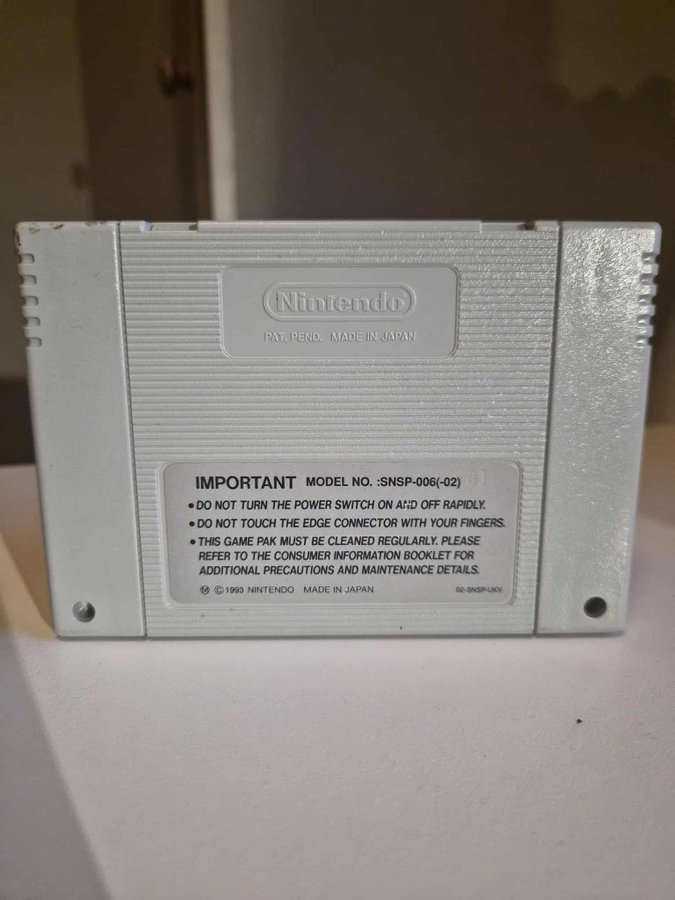 Nintendo
PAT. PEND. MADE IN JAPAN
IMPORTANT MODEL NO. :SNSP-006(-02)
• DO NOT TURN THE POWER SWITCH ON AND OFF RAPIDLY.
• DO NOT TOUCH THE EDGE CONNECTOR WITH YOUR FINGERS.
• THIS GAME PAK MUST BE CLEANED REGULARLY. PLEASE
REFER TO THE CONSUMER INFORMATION BOOKLET FOR
ADDITIONAL PRECAUTIONS AND MAINTENANCE DETAILS.
Ⓜ ©1993 NINTENDO MADE IN JAPAN 02-SNSP-UKV